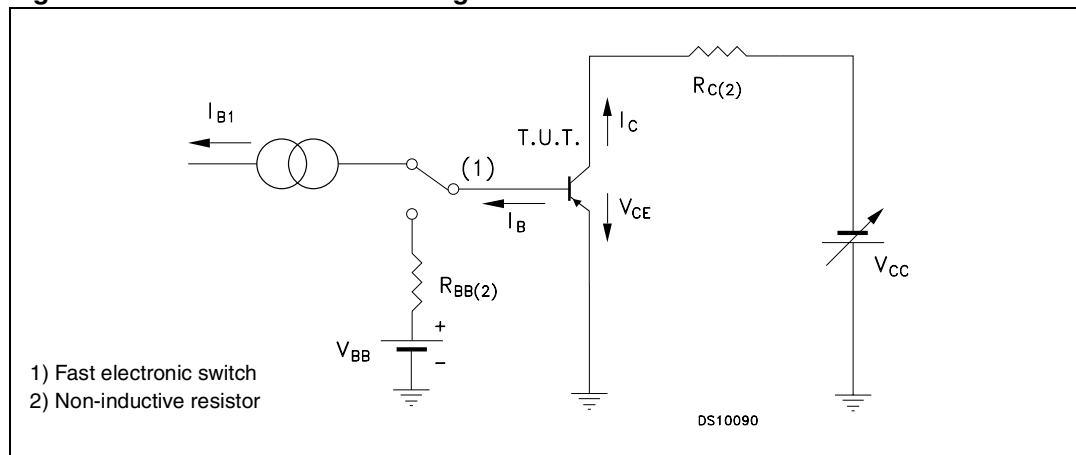 I_B1
R_C(2)
T.U.T.
I_C
(1)
I_B
V_CE
V_CC
R_BB(2)
V_BB
+
–
1) Fast electronic switch
2) Non-inductive resistor
DS10090